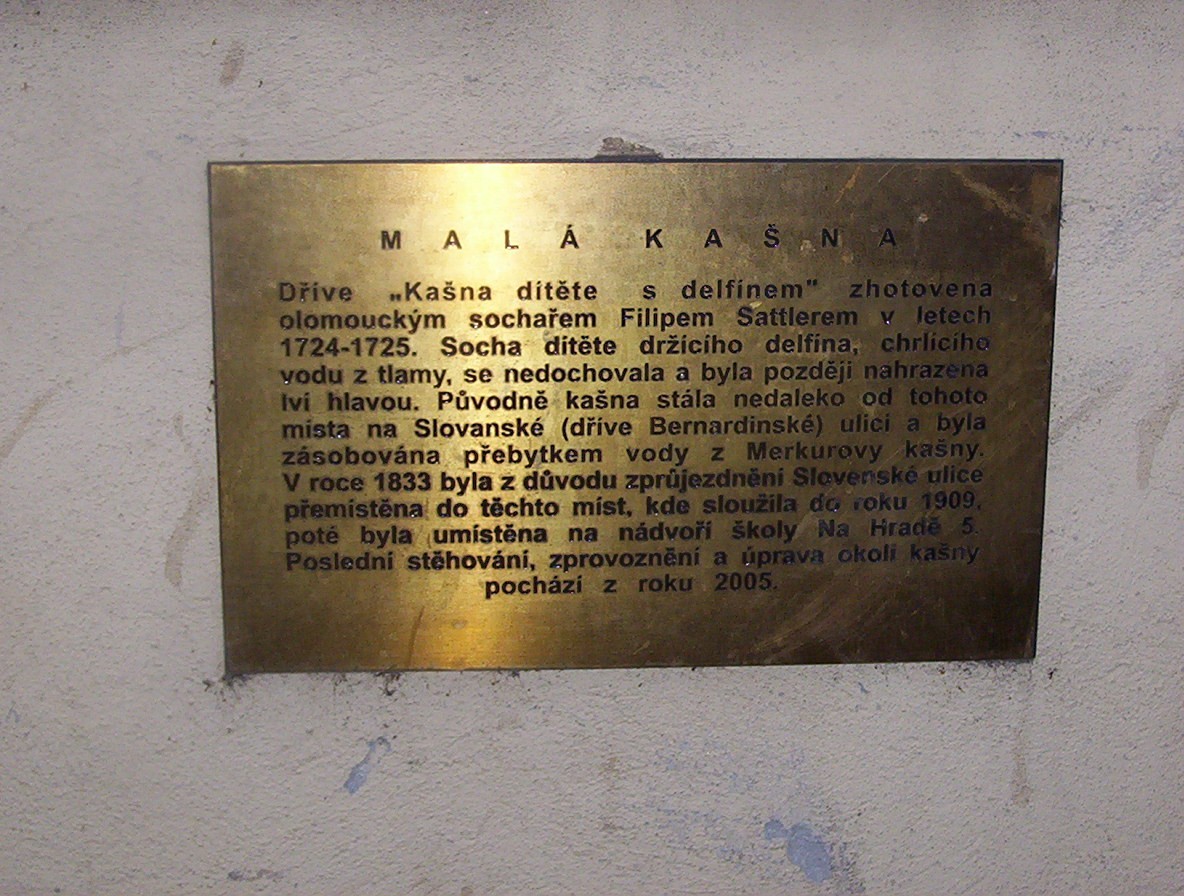 MALÁ KAŠNA
Dříve „Kašna dítěte s delfínem" zhotovena
olomouckým sochařem Filipem Sattlerem v letech
1724-1725. Socha dítěte držícího delfína, chrlícího
vodu z tlamy, se nedochovala a byla později nahrazena
lví hlavou. Původně kašna stála nedaleko od tohoto
místa na Slovanské (dříve Bernardinské) ulici a byla
zásobována přebytkem vody z Merkurovy kašny.
V roce 1833 byla z důvodu zprůjezdnění Slovenské ulice
přemístěna do těchto míst, kde sloužila do roku 1909,
poté byla umístěna na nádvoří školy Na Hradě 5.
Poslední stěhování, zprovoznění a úprava okolí kašny
pochází z roku 2005.